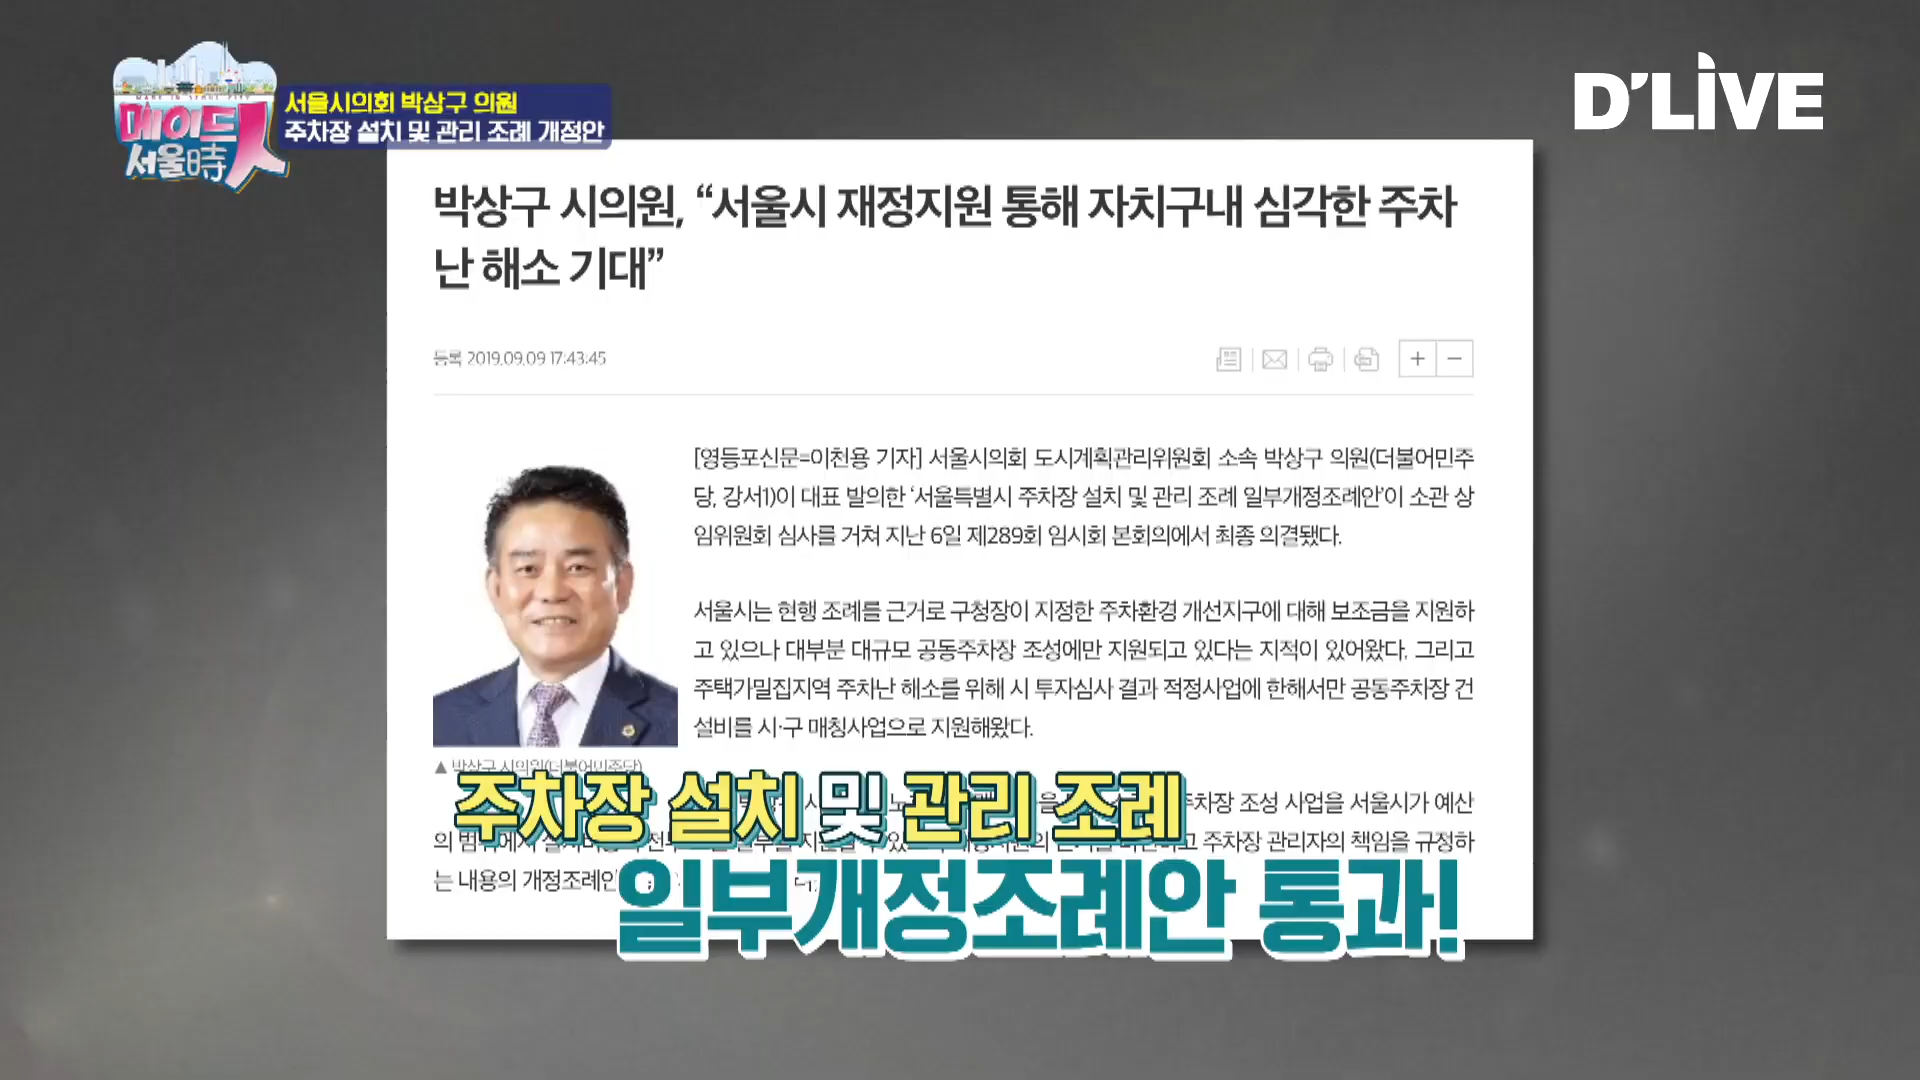 메이드人
서울時
서울시의회 박상구 의원
주차장 설치 및 관리 조례 개정안
D'LIVE
박상구 시의원, “서울시 재정지원 통해 자치구내 심각한 주차
난 해소 기대”
등록 2019.09.09 17:43:45
+ −
[영등포신문=이천용 기자] 서울시의회 도시계획관리위원회 소속 박상구 의원(더불어민주
당, 강서1)이 대표 발의한 ‘서울특별시 주차장 설치 및 관리 조례 일부개정조례안’이 소관 상
임위원회 심사를 거쳐 지난 6일 제289회 임시회 본회의에서 최종 의결됐다.
서울시는 현행 조례를 근거로 구청장이 지정한 주차환경 개선지구에 대해 보조금을 지원하
고 있으나 대부분 대규모 공동주차장 조성에만 지원되고 있다는 지적이 있어왔다. 그리고
주택가밀집지역 주차난 해소를 위해 시 투자심사 결과 적정사업에 한해서만 공동주차장 건
설비를 시·구 매칭사업으로 지원해왔다.
▲ 박상구 시의원(더불어민주당)
주차장 조성 사업을 서울시가 예산
의 주차장 관리자의 책임을 규정하
는 내용의 개정조례안
주차장 설치 및 관리 조례
일부개정조례안 통과!